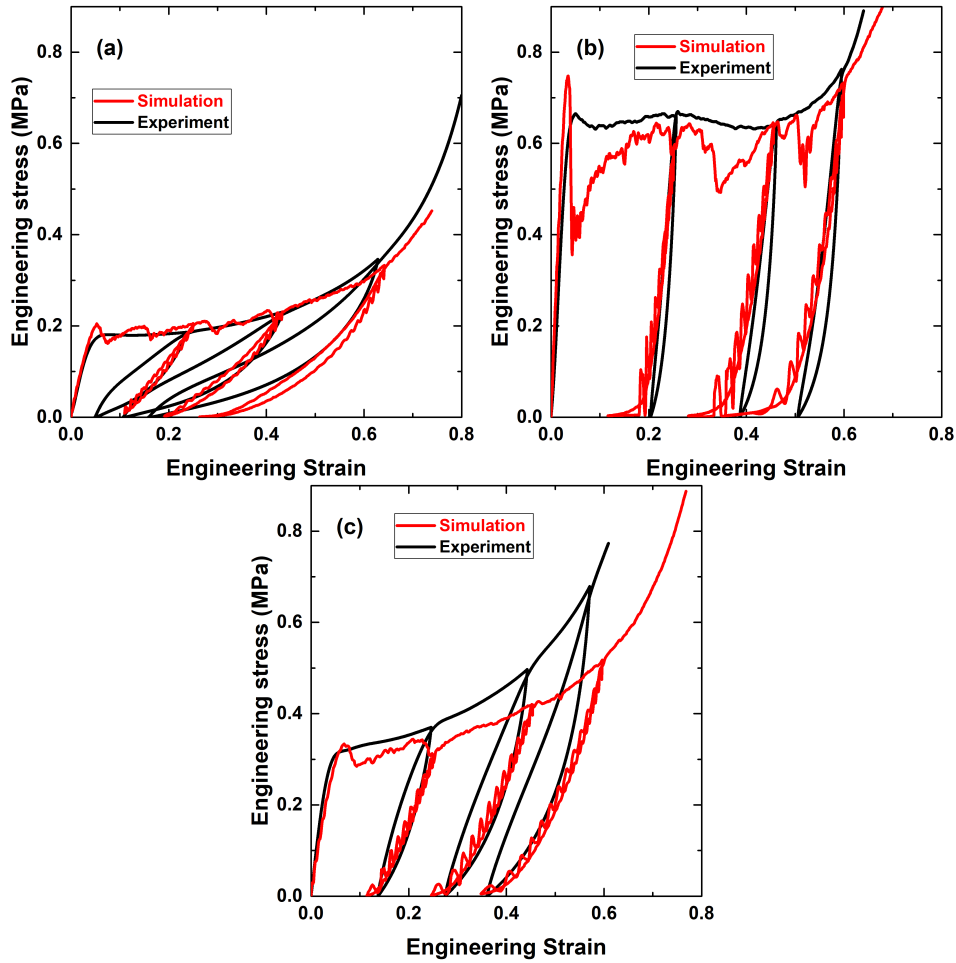 (a)
Simulation
Experiment
Engineering stress (MPa)
0.8
0.6
0.4
0.2
0.0
0.0 0.2 0.4 0.6 0.8
Engineering Strain
(b)
Simulation
Experiment
Engineering stress (MPa)
0.8
0.6
0.4
0.2
0.0
0.0 0.2 0.4 0.6 0.8
Engineering Strain
(c)
Simulation
Experiment
Engineering stress (MPa)
0.8
0.6
0.4
0.2
0.0
0.0 0.2 0.4 0.6 0.8
Engineering Strain